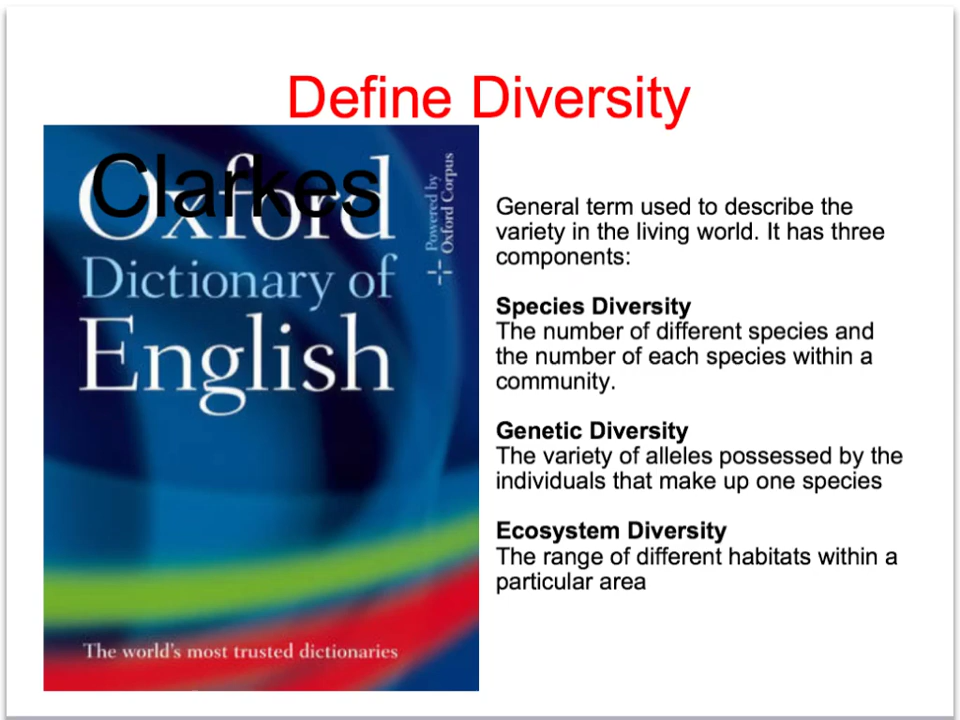 Define Diversity
Clarkes
Oxford
Dictionary of
English
Powered by
Oxford Corpus
The world's most trusted dictionaries
General term used to describe the
variety in the living world. It has three
components:
Species Diversity
The number of different species and
the number of each species within a
community.
Genetic Diversity
The variety of alleles possessed by the
individuals that make up one species
Ecosystem Diversity
The range of different habitats within a
particular area